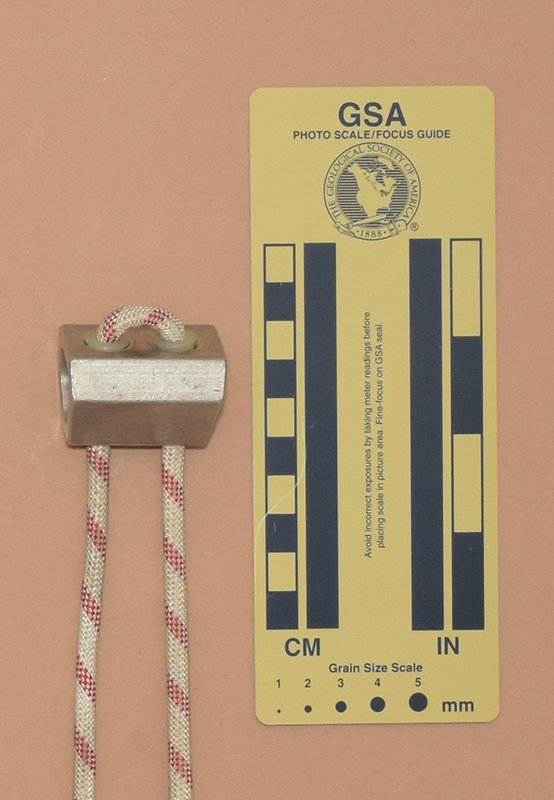 GSA
PHOTO SCALE/FOCUS GUIDE
THE GEOLOGICAL SOCIETY OF AMERICA
1888
®
Avoid incorrect exposures by taking meter readings before
placing scale in picture area. Fine-focus on GSA seal.
CM IN
Grain Size Scale
1 2 3 4 5
mm